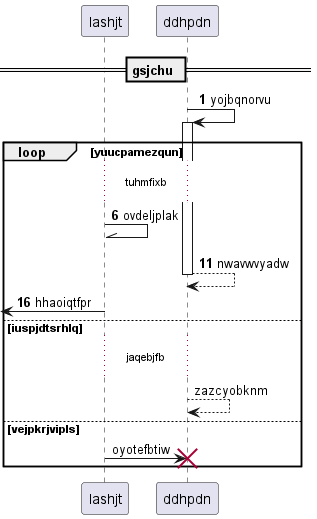 lashjt ddhpdn
gsjchu
1 yojbqnorvu
loop [yuucpamezqun]
tuhmfixb
6 ovdeljplak
11 nwavwvyadw
16 hhaoiqtfpr
[iuspjdtsrhlq]
jaqebjfb
zazcyobknm
[vejpkrjvipls]
oyotefbtiw
lashjt ddhpdn